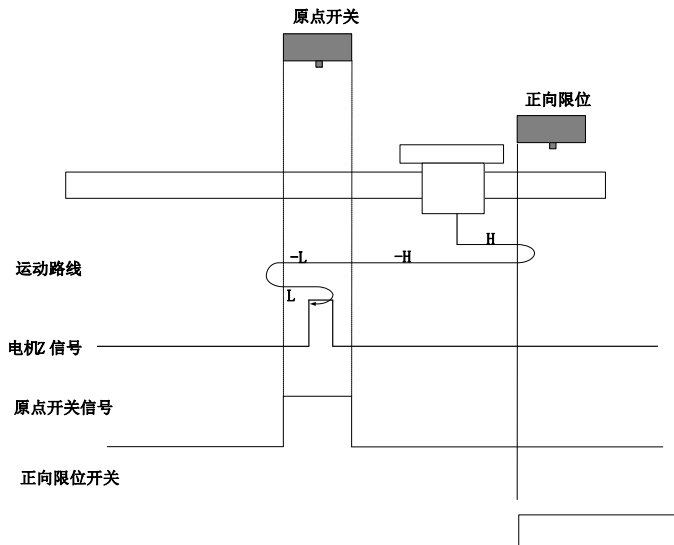 原点开关
正向限位
H
-L
-H
运动路线
L
电机Z 信号
原点开关信号
正向限位开关